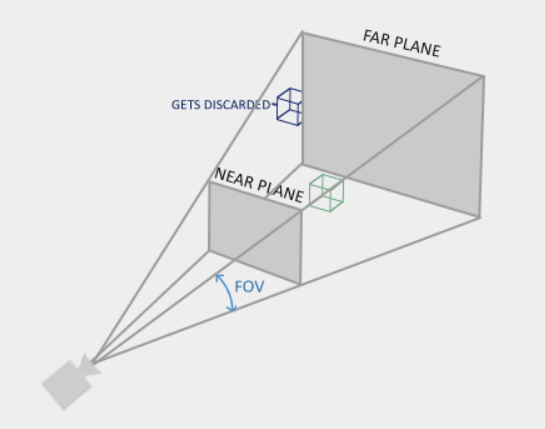 FAR PLANE
GETS DISCARDED
NEAR PLANE
FOV